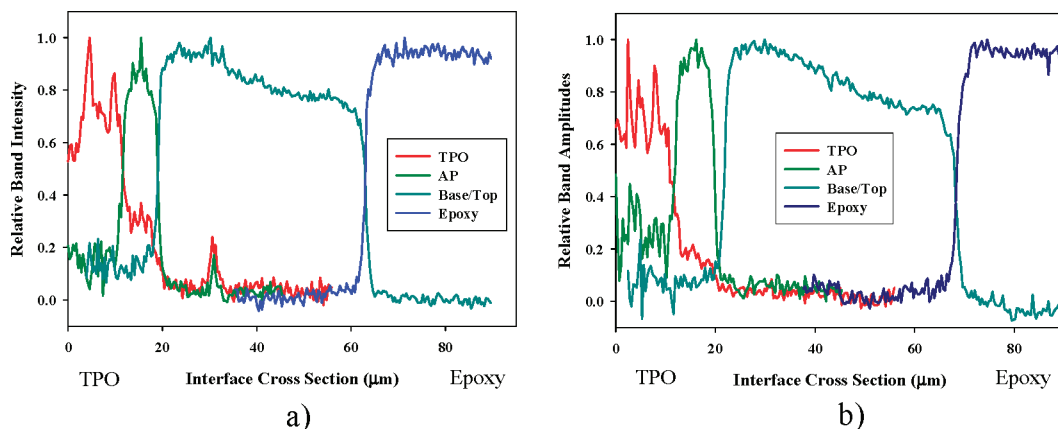 a)
Relative Band Intensity
1.0
0.8
0.6
0.4
0.2
0.0
TPO
AP
Base/Top
Epoxy
0 20 40 60 80
TPO Interface Cross Section (μm) Epoxy
a)
b)
Relative Band Amplitudes
1.0
0.8
0.6
0.4
0.2
0.0
TPO
AP
Base/Top
Epoxy
0 20 40 60 80
TPO Interface Cross Section (μm) Epoxy
b)